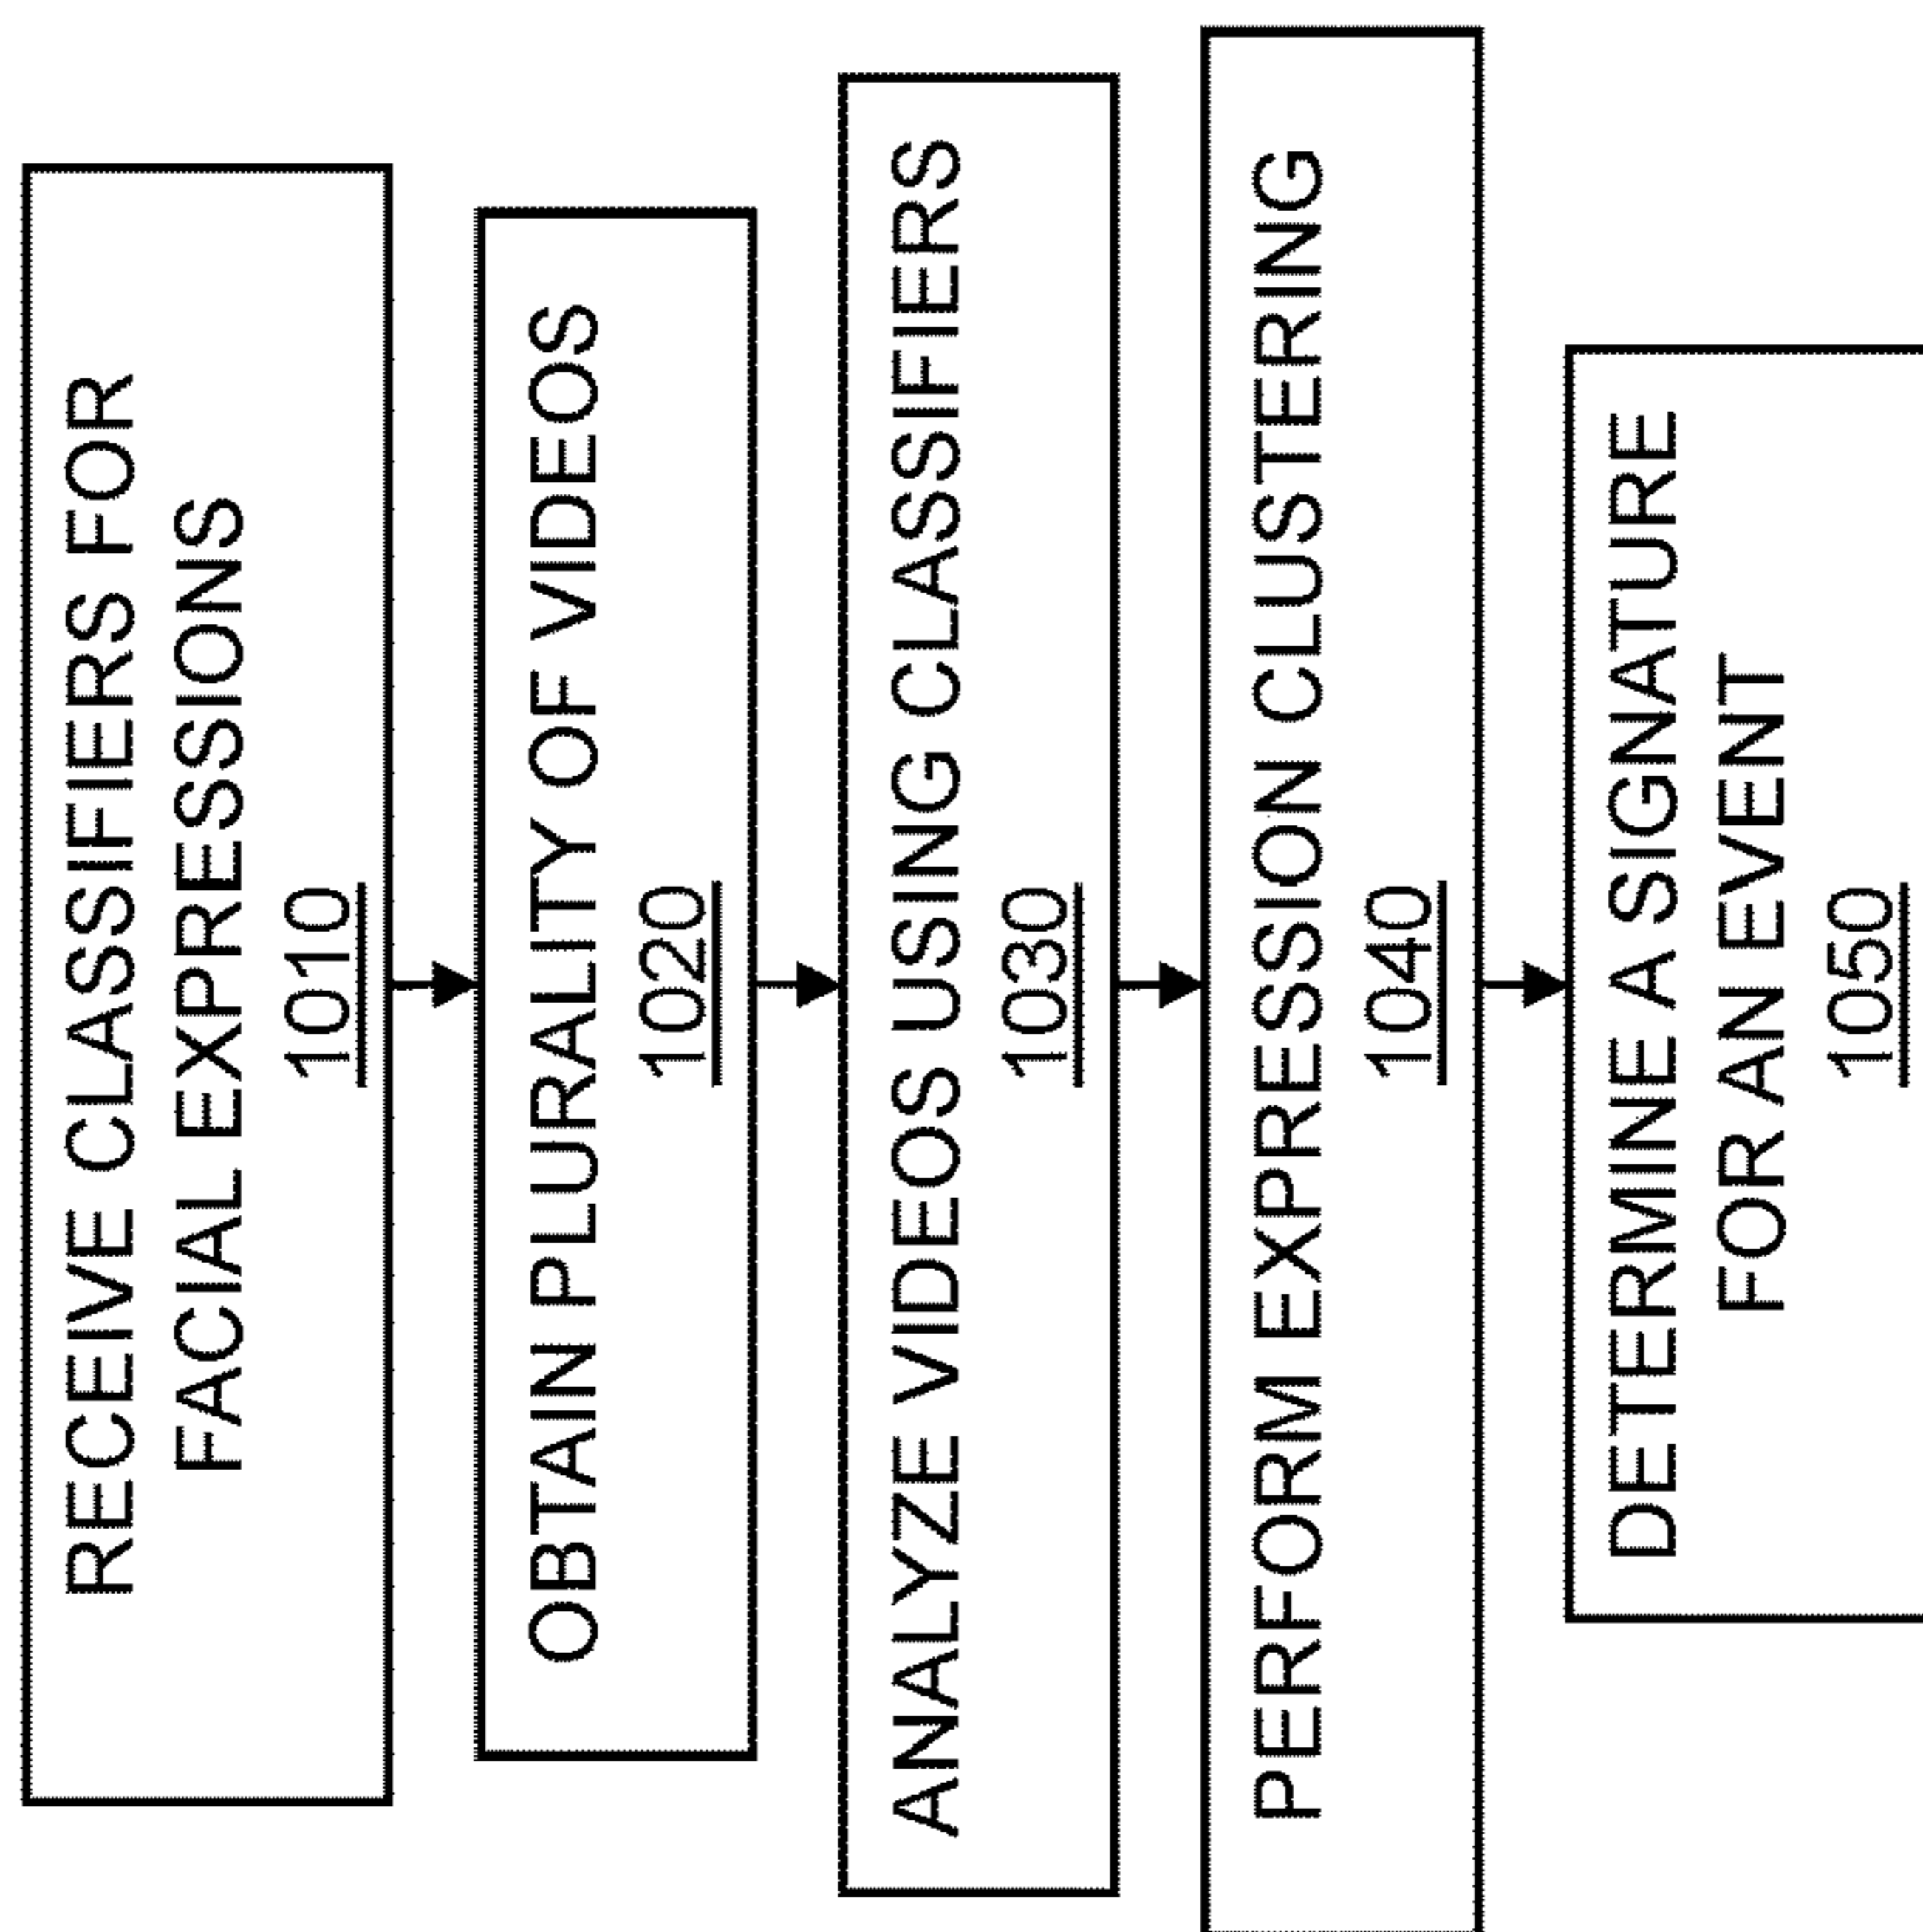 RECEIVE CLASSIFIERS FOR
FACIAL EXPRESSIONS
1010
OBTAIN PLURALITY OF VIDEOS
1020
ANALYZE VIDEOS USING CLASSIFIERS
1030
PERFORM EXPRESSION CLUSTERING
1040
DETERMINE A SIGNATURE
FOR AN EVENT
1050